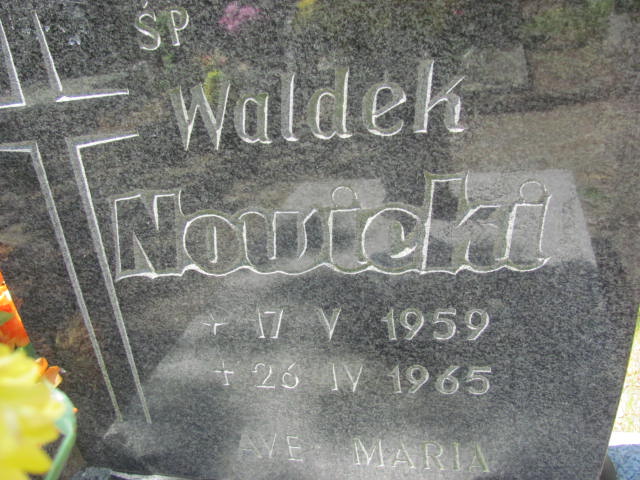 ŚP
Waldek
Nowicki
+ 17 V 1959
+ 26 IV 1965
AVE MARIA